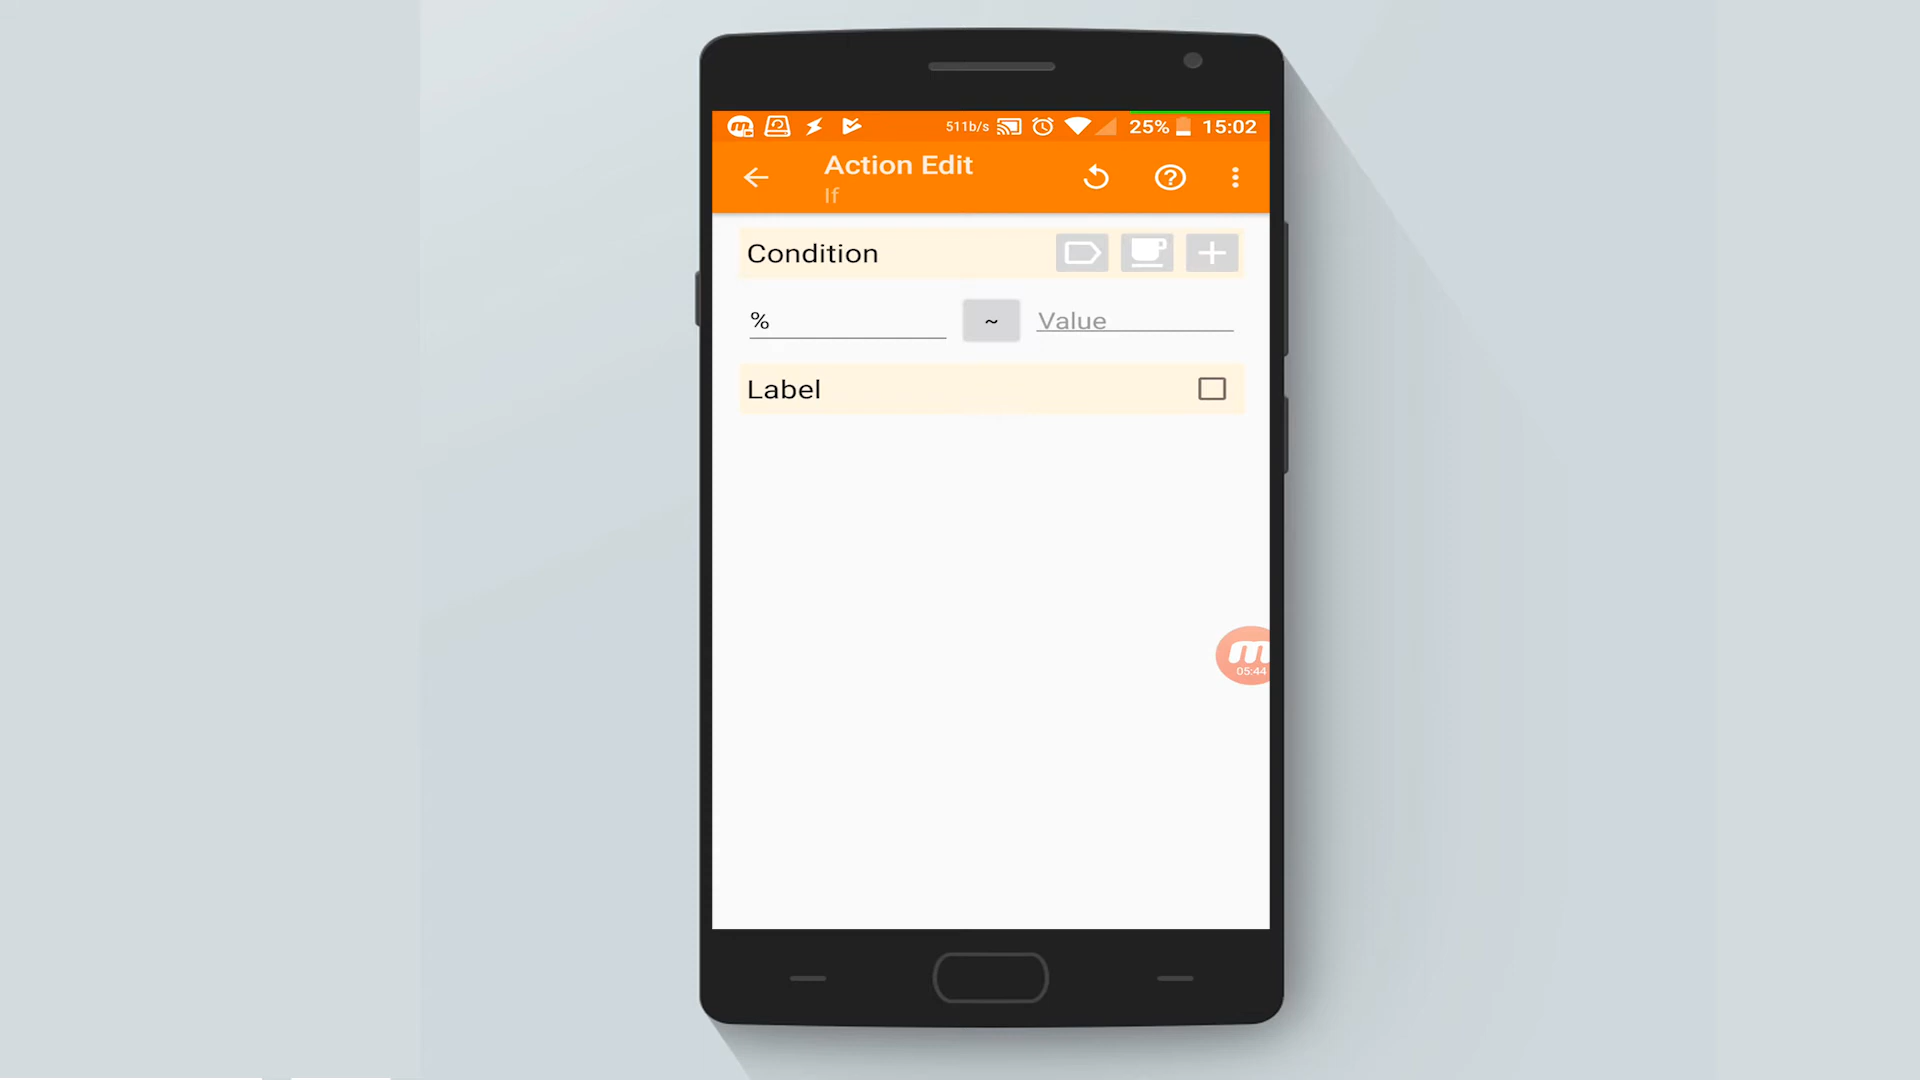 511b/s 25% 15:02
Action Edit
If
Condition
% ~ Value
Label
m
05:44